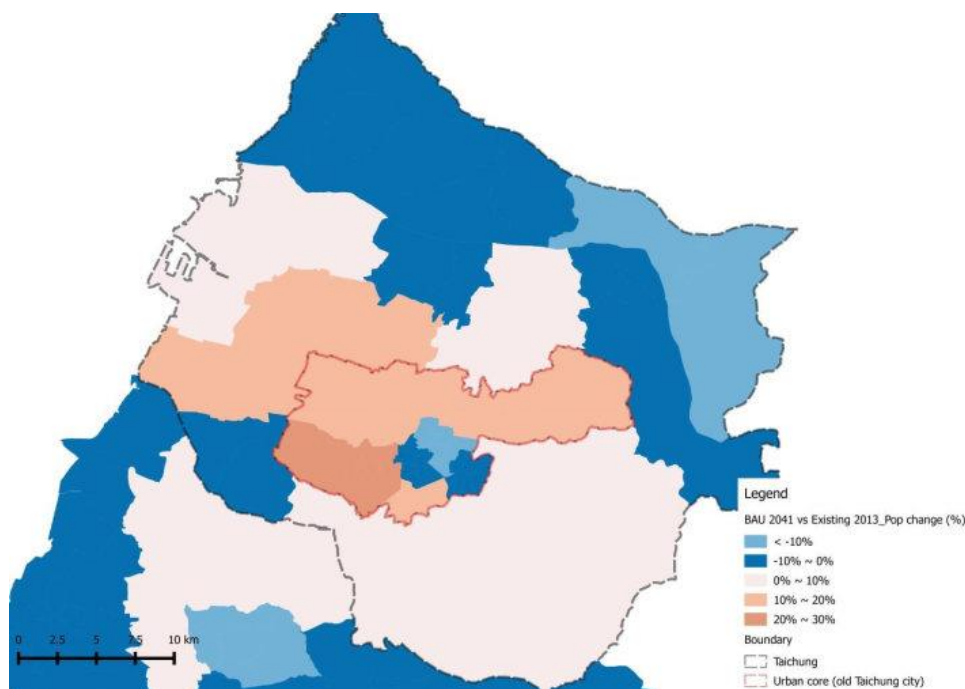 Legend
BAU 2041 vs Existing 2013_Pop change (%)
< -10%
-10% ~ 0%
0% ~ 10%
10% ~ 20%
20% ~ 30%
Boundary
Taichung
Urban core (old Taichung city)
0 2.5 5 7.5 10 km